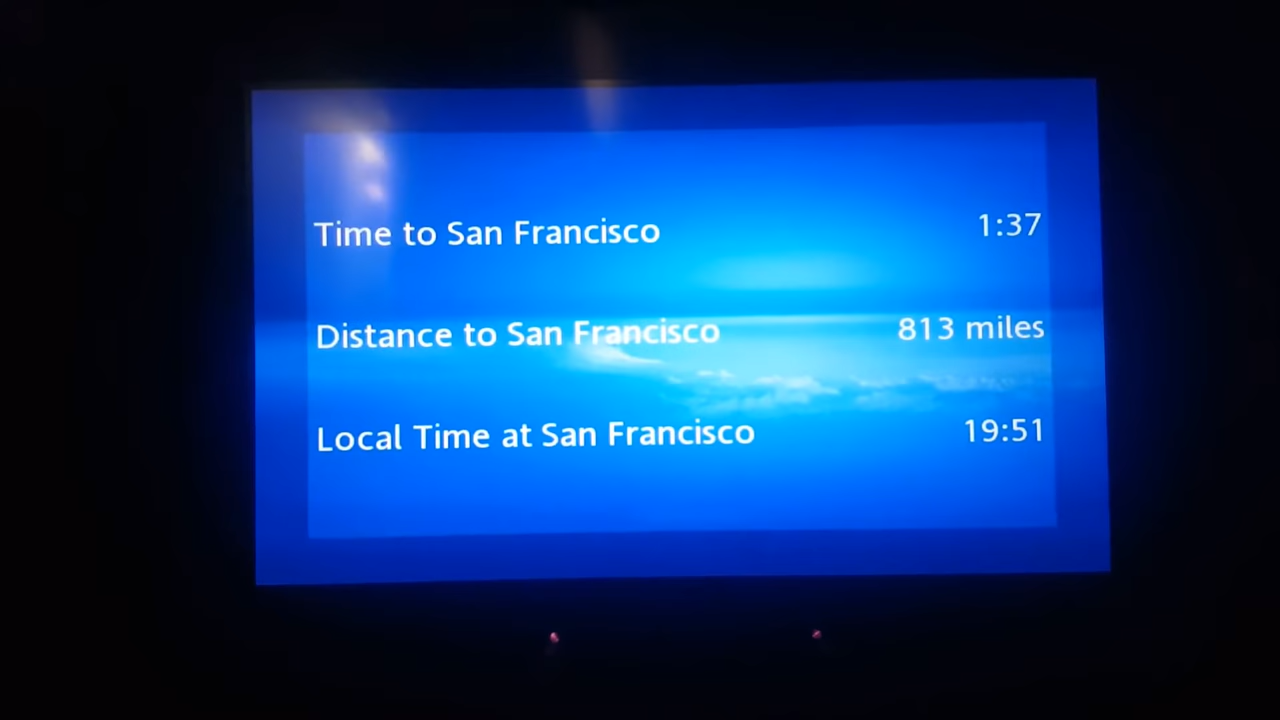 Time to San Francisco 1:37
Distance to San Francisco 813 miles
Local Time at San Francisco 19:51